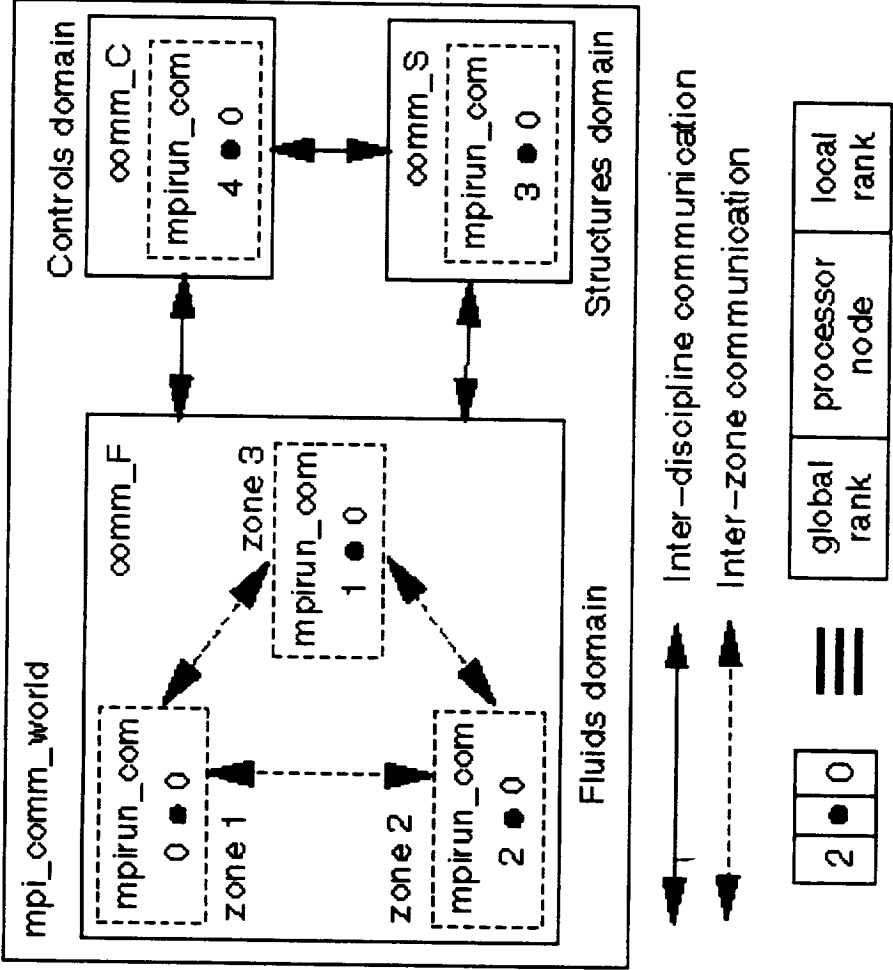 mpi_comm_world
mpirun_com
0 0
zone 1
zone 2
mpirun_com
2 0
comm_F
zone 3
mpirun_com
1 0
Fluids domain
Controls domain
comm_C
mpirun_com
4 0
comm_S
mpirun_com
3 0
Structures domain
Inter-discipline communication
Inter-zone communication
2 0
global
rank
processor
node
local
rank